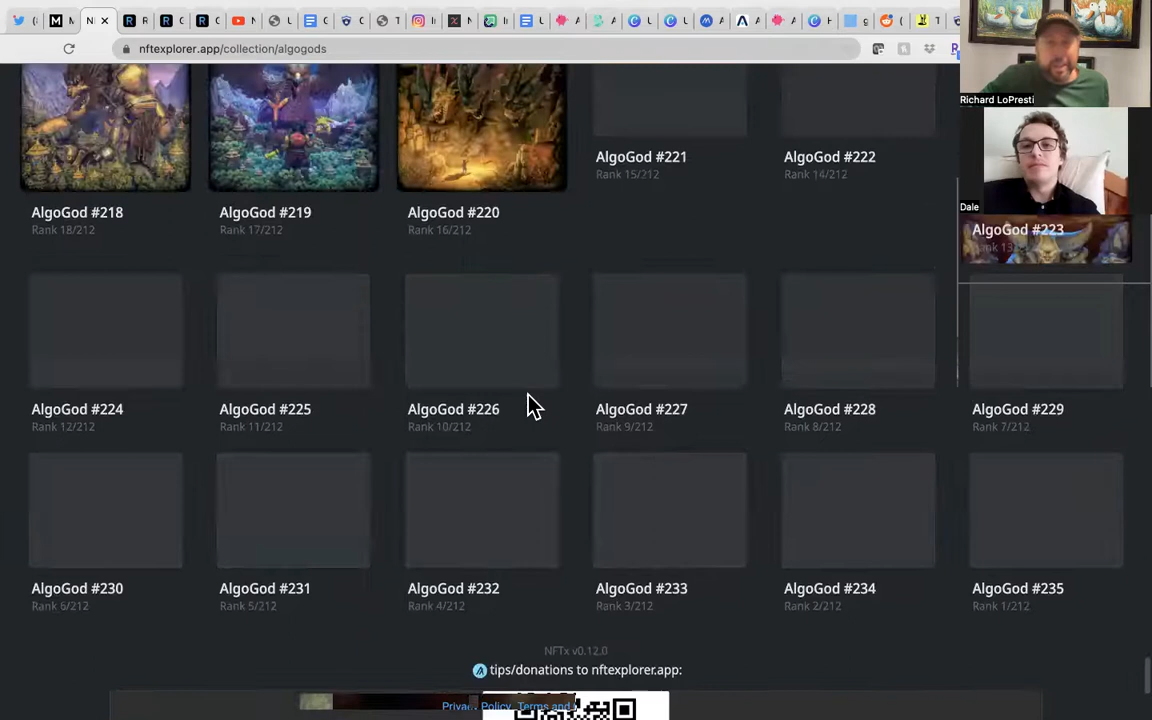 nftexplorer.app/collection/algogods
Richard LoPresti
Dale
AlgoGod #221
Rank 15/212
AlgoGod #222
Rank 14/212
AlgoGod #218
Rank 18/212
AlgoGod #219
Rank 17/212
AlgoGod #220
Rank 16/212
AlgoGod #223
AlgoGod #224
Rank 12/212
AlgoGod #225
Rank 11/212
AlgoGod #226
Rank 10/212
AlgoGod #227
Rank 9/212
AlgoGod #228
Rank 8/212
AlgoGod #229
Rank 7/212
AlgoGod #230
Rank 6/212
AlgoGod #231
Rank 5/212
AlgoGod #232
Rank 4/212
AlgoGod #233
Rank 3/212
AlgoGod #234
Rank 2/212
AlgoGod #235
Rank 1/212
NFTx v0.12.0
tips/donations to nftexplorer.app:
Policy Terms and